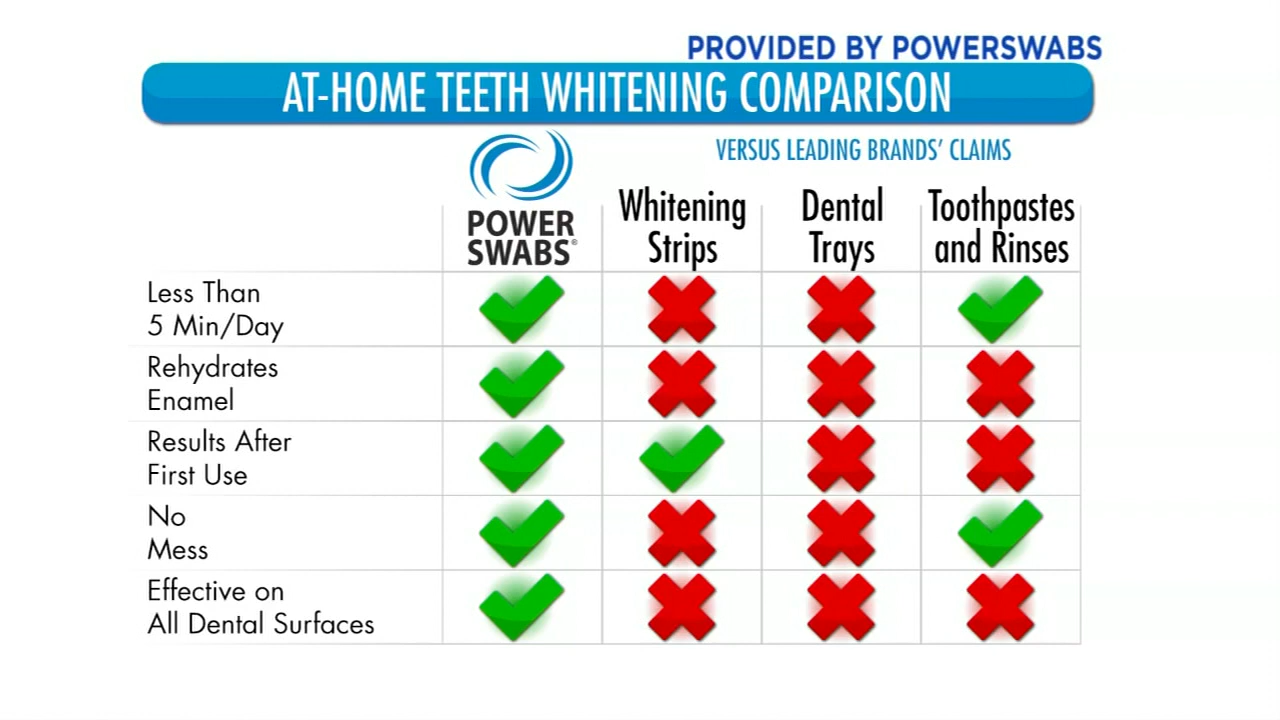 PROVIDED BY POWERSWABS
AT-HOME TEETH WHITENING COMPARISON
VERSUS LEADING BRANDS' CLAIMS
POWER
SWABS®
Whitening
Strips
Dental
Trays
Toothpastes
and Rinses
Less Than
5 Min/Day
Rehydrates
Enamel
Results After
First Use
No
Mess
Effective on
All Dental Surfaces